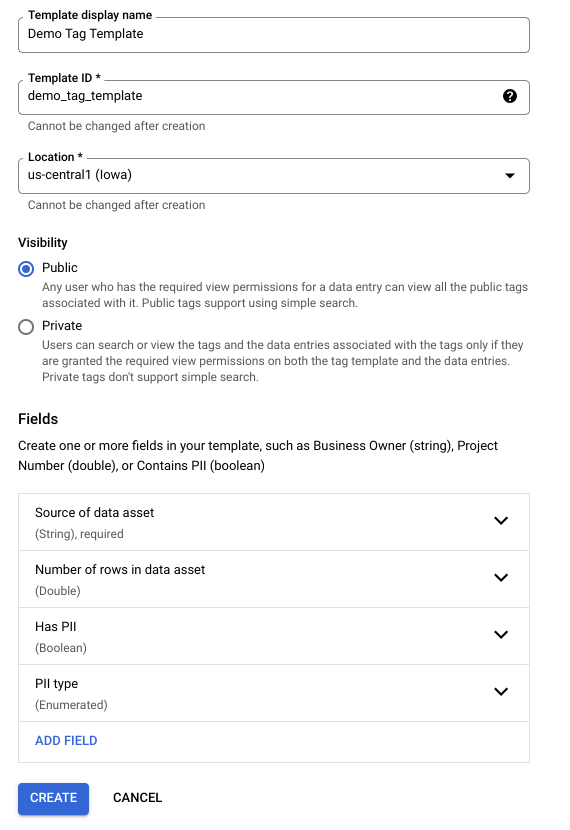 Template display name
Demo Tag Template
Template ID *
demo_tag_template
Cannot be changed after creation
Location *
us-central1 (Iowa)
Cannot be changed after creation
Visibility
Public
Any user who has the required view permissions for a data entry can view all the public tags
associated with it. Public tags support using simple search.
Private
Users can search or view the tags and the data entries associated with the tags only if they
are granted the required view permissions on both the tag template and the data entries.
Private tags don't support simple search.
Fields
Create one or more fields in your template, such as Business Owner (string), Project
Number (double), or Contains PII (boolean)
Source of data asset
(String), required
Number of rows in data asset
(Double)
Has PII
(Boolean)
PII type
(Enumerated)
ADD FIELD
CREATE CANCEL